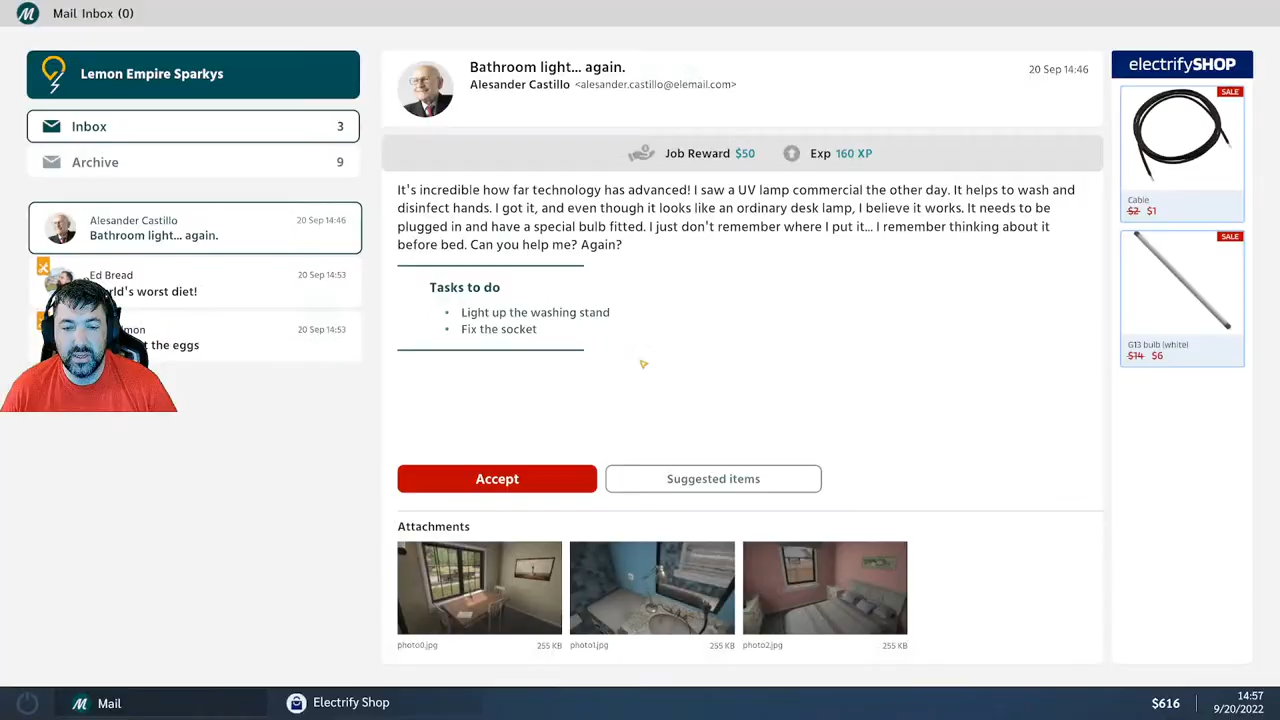 Mail Inbox (0)
Lemon Empire Sparkys
Inbox 3
Archive 9
Alesander Castillo 20 Sep 14:46
Bathroom light... again.
Ed Bread 20 Sep 14:53
rld's worst diet!
mon 20 Sep 14:53
t the eggs
Bathroom light... again.
Alesander Castillo <alesander.castillo@elemail.com>
20 Sep 14:46
Job Reward $50 Exp 160 XP
It's incredible how far technology has advanced! I saw a UV lamp commercial the other day. It helps to wash and
disinfect hands. I got it, and even though it looks like an ordinary desk lamp, I believe it works. It needs to be
plugged in and have a special bulb fitted. I just don't remember where I put it... I remember thinking about it
before bed. Can you help me? Again?
Tasks to do
• Light up the washing stand
• Fix the socket
Accept
Suggested items
Attachments
photo0.jpg 255 KB
photo1.jpg 255 KB
photo2.jpg 255 KB
electrifySHOP
SALE
Cable
$2 $1
SALE
G13 bulb (white)
$14 $6
Mail
Electrify Shop
$616
14:57
9/20/2022